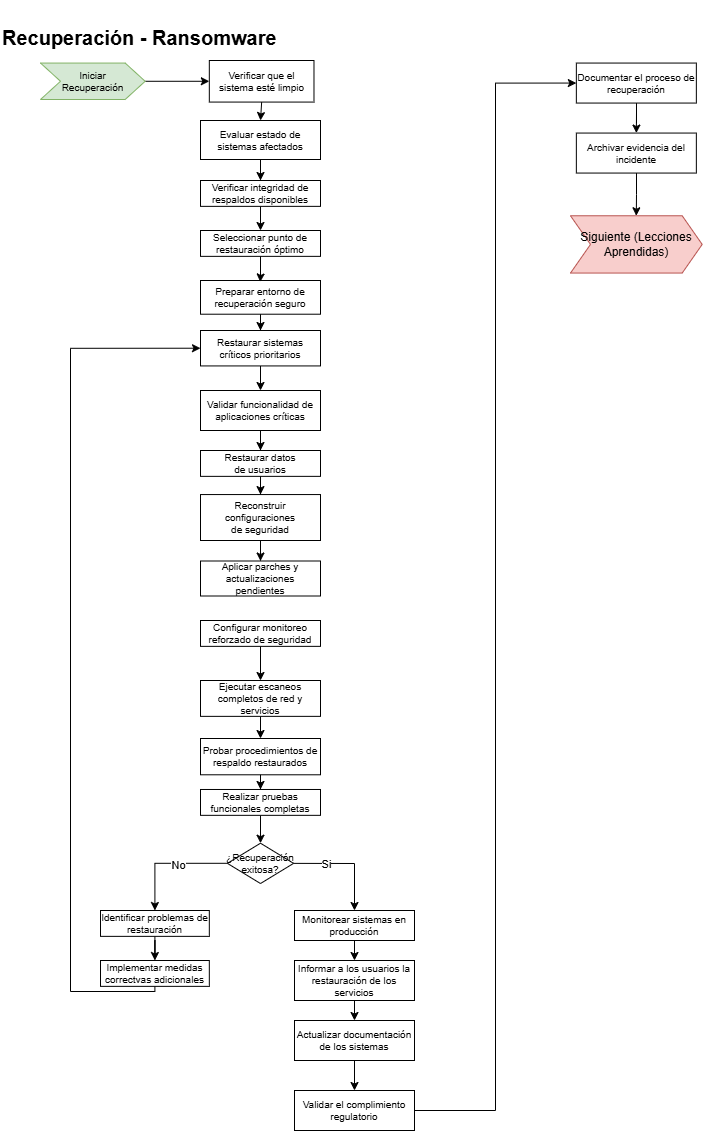 Recuperación - Ransomware
Iniciar
Recuperación
Verificar que el
sistema esté limpio
Evaluar estado de
sistemas afectados
Verificar integridad de
respaldos disponibles
Seleccionar punto de
restauración óptimo
Preparar entorno de
recuperación seguro
Restaurar sistemas
críticos prioritarios
Validar funcionalidad de
aplicaciones críticas
Restaurar datos
de usuarios
Reconstruir
configuraciones
de seguridad
Aplicar parches y
actualizaciones
pendientes
Configurar monitoreo
reforzado de seguridad
Ejecutar escaneos
completos de red y
servicios
Probar procedimientos de
respaldo restaurados
Realizar pruebas
funcionales completas
¿Recuperación
exitosa?
No
Si
Identificar problemas de
restauración
Implementar medidas
correctvas adicionales
Monitorear sistemas en
producción
Informar a los usuarios la
restauración de los
servicios
Actualizar documentación
de los sistemas
Validar el complimiento
regulatorio
Documentar el proceso de
recuperación
Archivar evidencia del
incidente
Siguiente (Lecciones
Aprendidas)